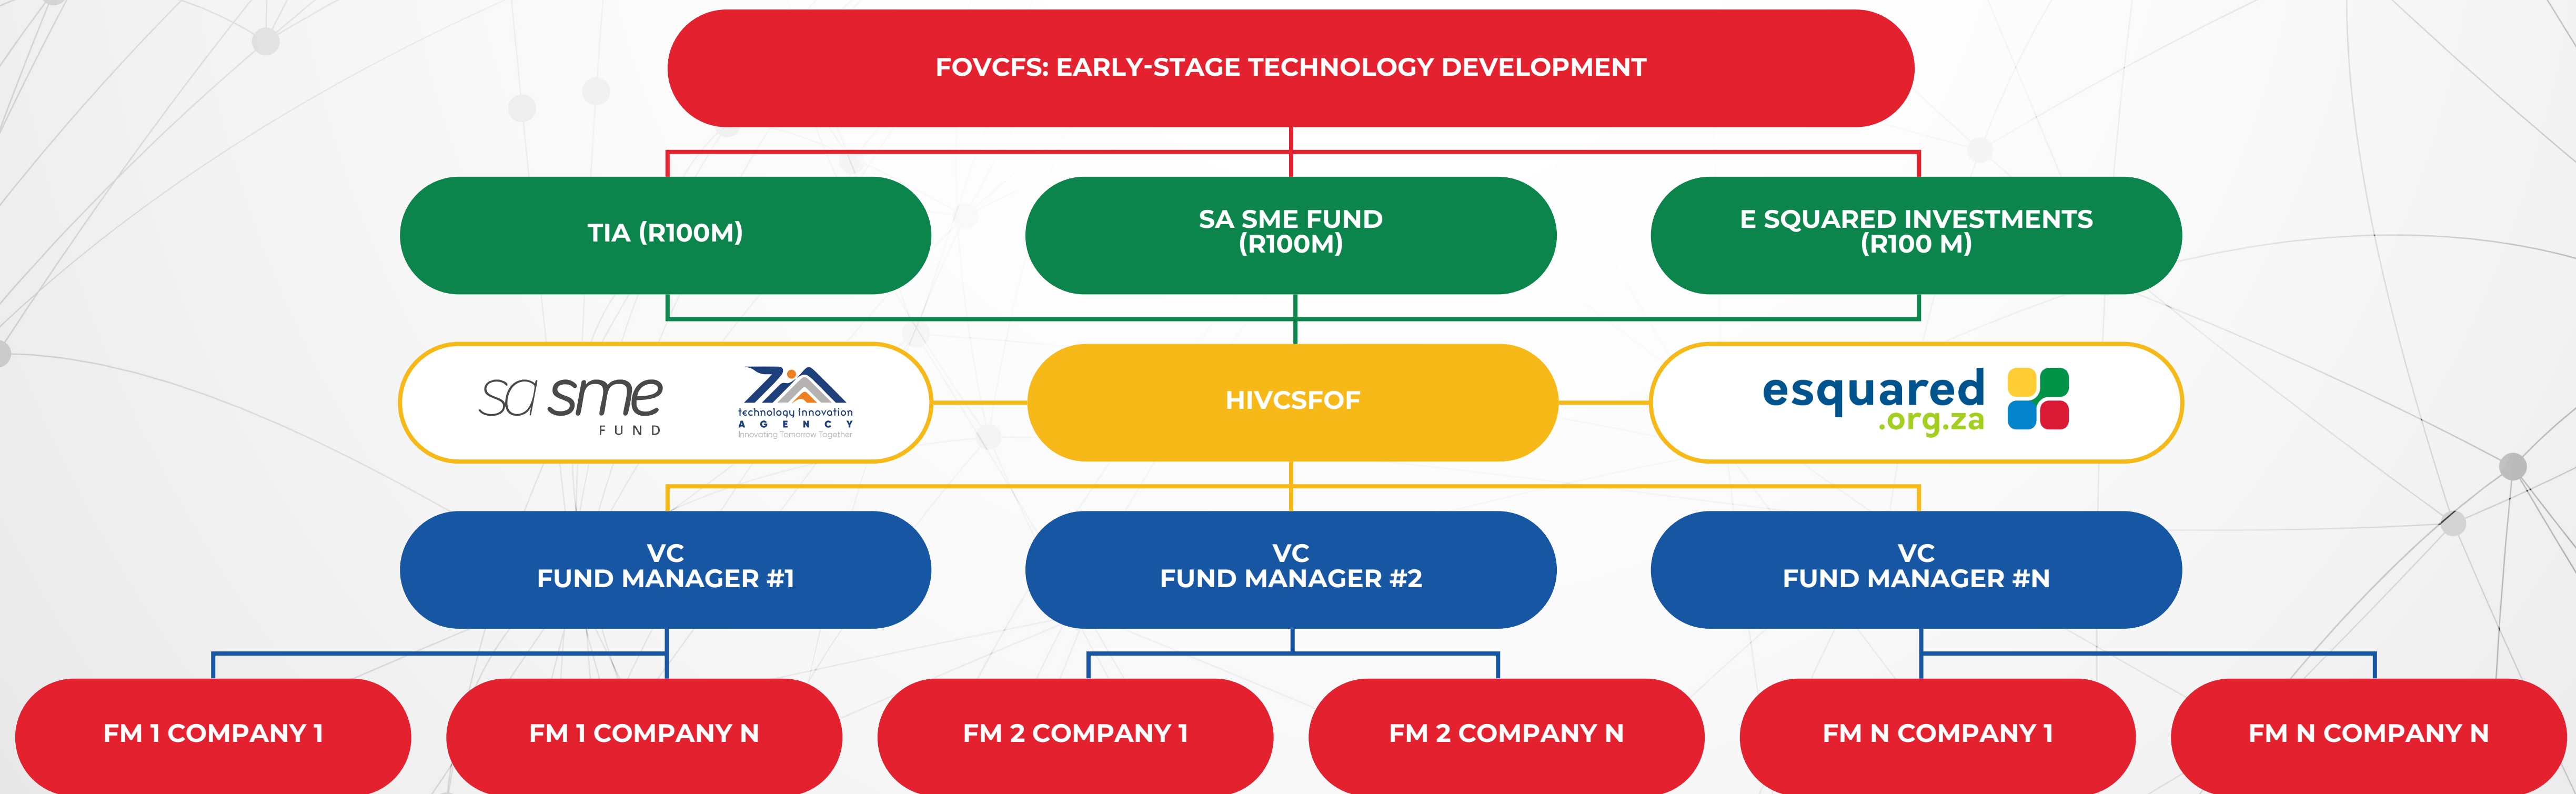 FOVCFS: EARLY-STAGE TECHNOLOGY DEVELOPMENT
TIA (R100M)
SA SME FUND
(R100M)
E SQUARED INVESTMENTS
(R100 M)
sa sme
FUND
technology innovation
AGENCY
Innovating Tomorrow Together
HIVCSFOF
esquared
.org.za
VC
FUND MANAGER #1
VC
FUND MANAGER #2
VC
FUND MANAGER #N
FM 1 COMPANY 1
FM 1 COMPANY N
FM 2 COMPANY 1
FM 2 COMPANY N
FM N COMPANY 1
FM N COMPANY N